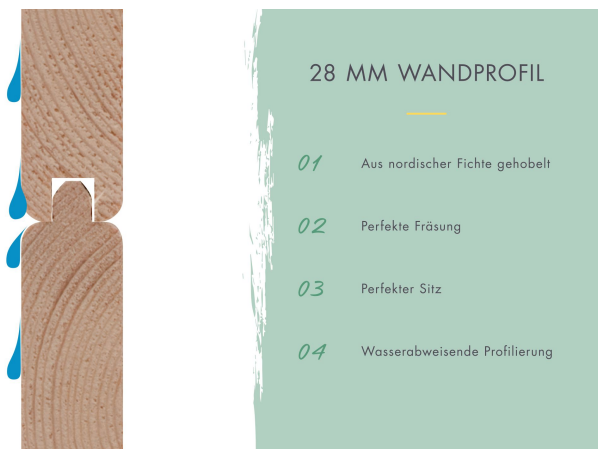 28 MM WANDPROFIL
01 Aus nordischer Fichte gehobelt
02 Perfekte Fräsung
03 Perfekter Sitz
04 Wasserabweisende Profilierung